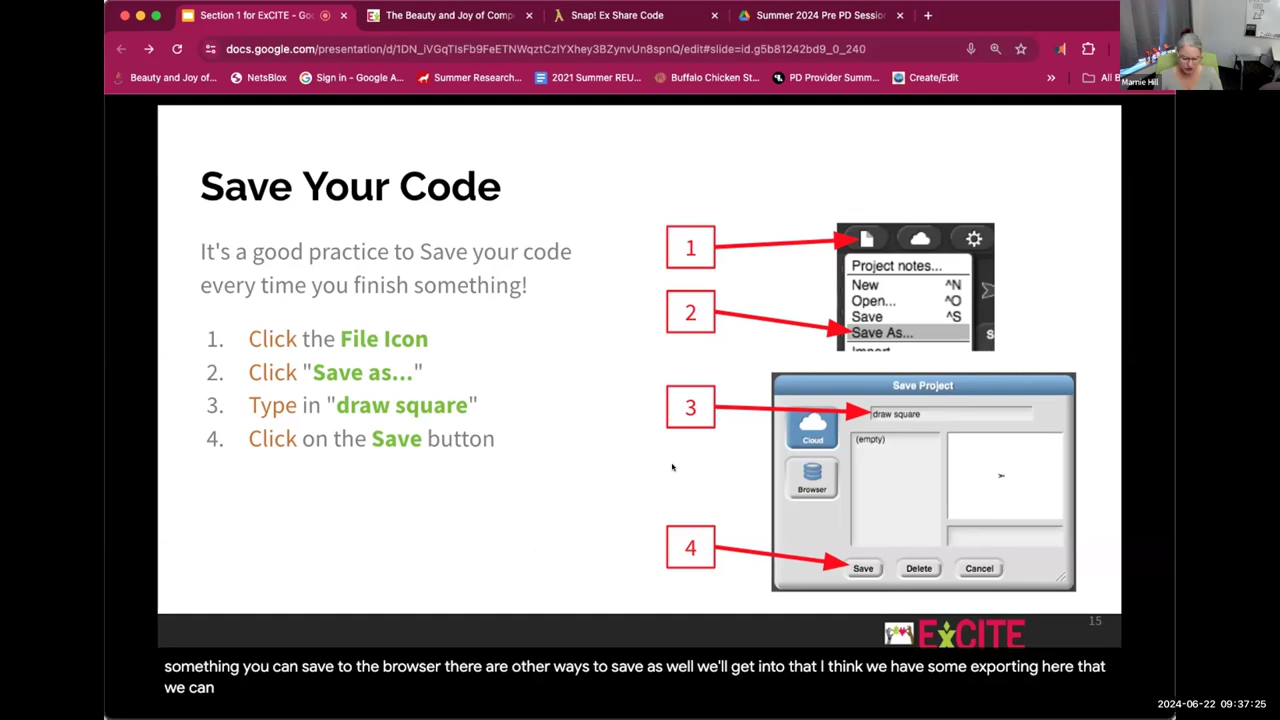 Section 1 for ExCITE - Goo
The Beauty and Joy of Comp
Snap! Ex Share Code
Summer 2024 Pre PD Sessio
docs.google.com/presentation/d/1DN_iVGqTIsFb9FeETNWqztCzIYXhey3BZynvUn8spnQ/edit#slide=id.g5b81242bd9_0_240
Beauty and Joy of...
NetsBlox
Sign in - Google A...
Summer Research...
2021 Summer REU...
Buffalo Chicken St...
PD Provider Summ...
Create/Edit
»
All B
Marnie Hill
Save Your Code
It's a good practice to Save your code
every time you finish something!
1. Click the File Icon
2. Click "Save as..."
3. Type in "draw square"
4. Click on the Save button
1
2
3
4
Project notes...
New ^N
Open... ^O
Save ^S
Save As...
Save Project
draw square
Cloud
(empty)
Browser
Save
Delete
Cancel
ExCITE
15
something you can save to the browser there are other ways to save as well we'll get into that I think we have some exporting here that
we can
2024-06-22 09:37:25